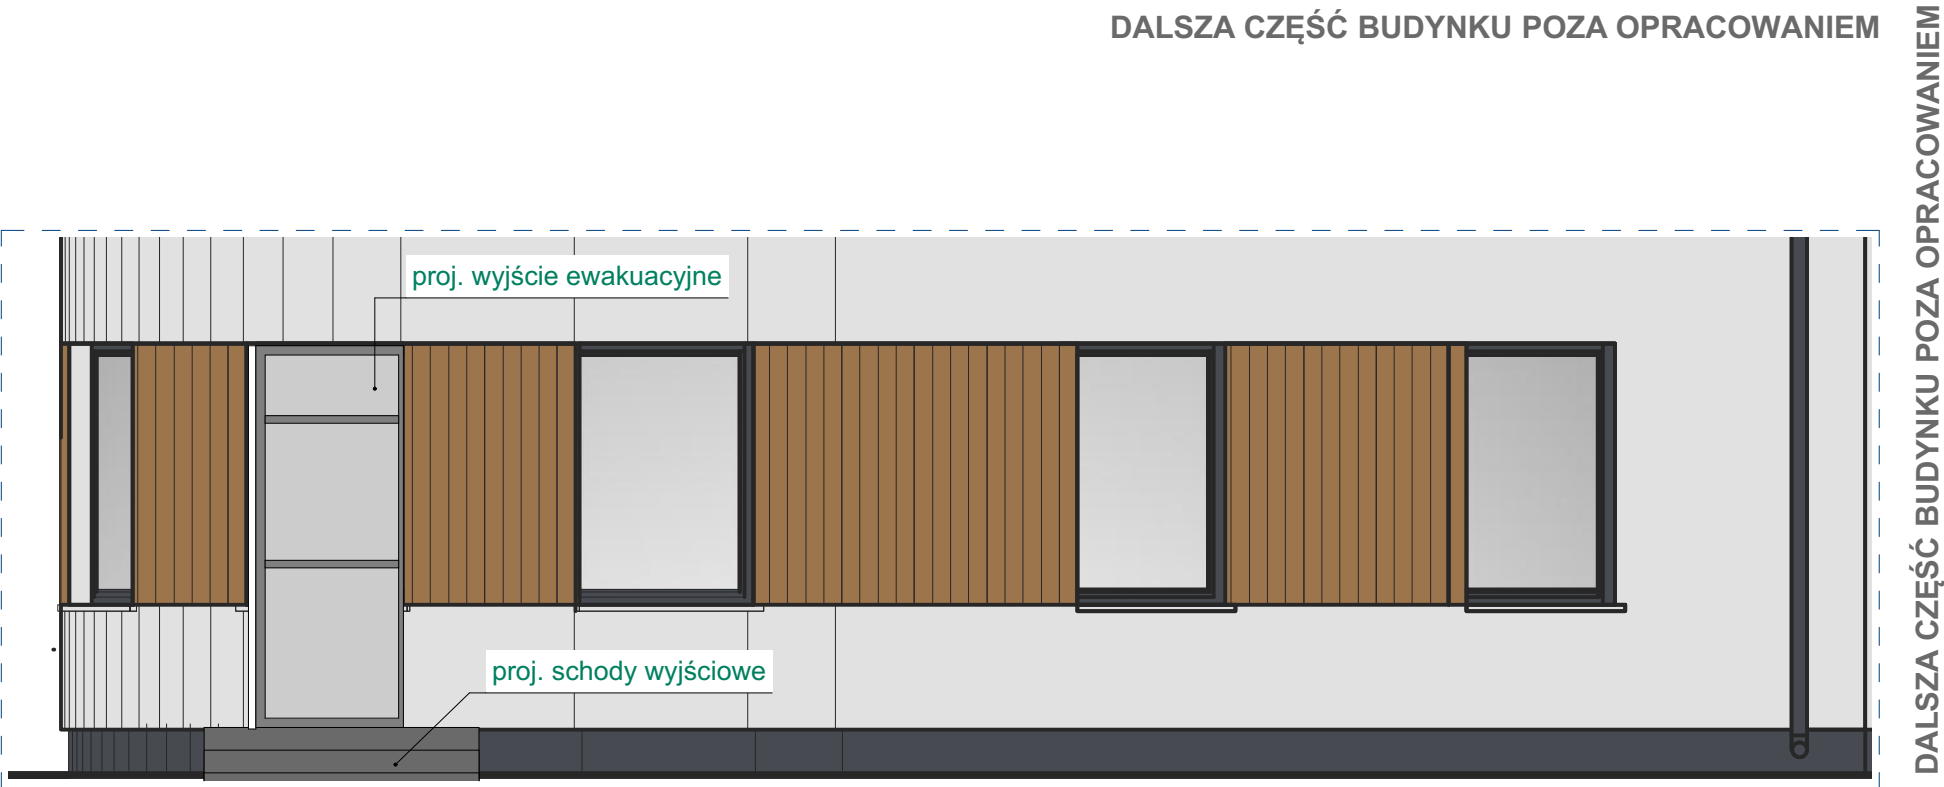 DALSZA CZĘŚĆ BUDYNKU POZA OPRACOWANIEM
DALSZA CZĘŚĆ BUDYNKU POZA OPRACOWANIEM
proj. wyjście ewakuacyjne
proj. schody wyjściowe